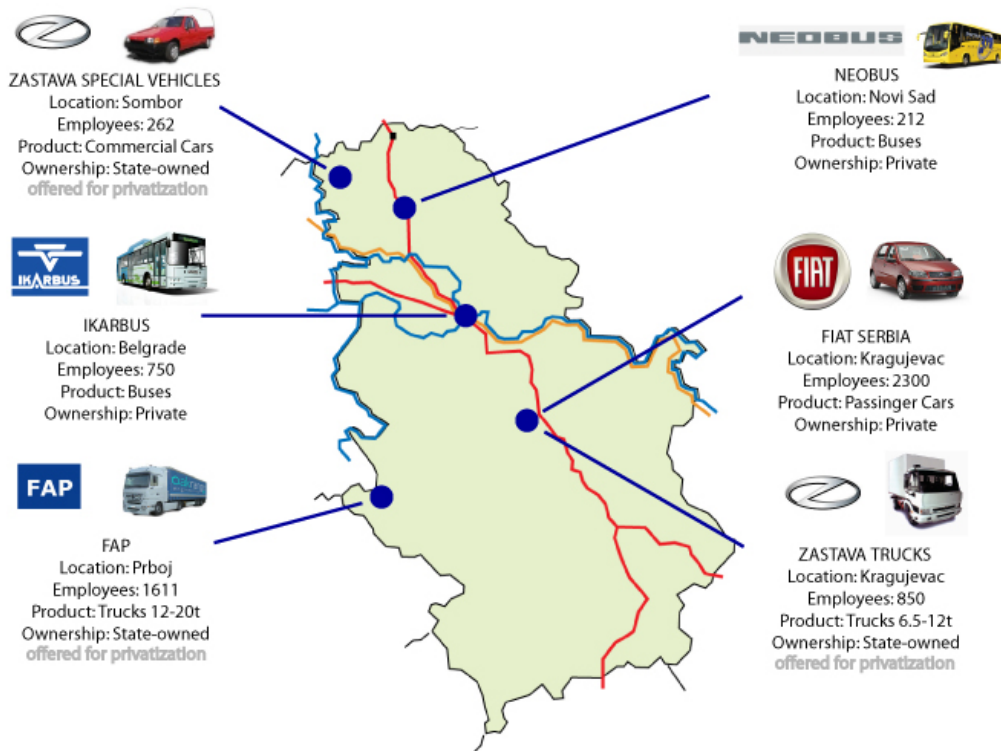 ZASTAVA SPECIAL VEHICLES
Location: Sombor
Employees: 262
Product: Commercial Cars
Ownership: State-owned
offered for privatization
NEOBUS
NEOBUS
Location: Novi Sad
Employees: 212
Product: Buses
Ownership: Private
IKARBUS
IKARBUS
Location: Belgrade
Employees: 750
Product: Buses
Ownership: Private
FIAT
FIAT SERBIA
Location: Kragujevac
Employees: 2300
Product: Passinger Cars
Ownership: Private
FAP
FAP
Location: Prboj
Employees: 1611
Product: Trucks 12-20t
Ownership: State-owned
offered for privatization
ZASTAVA TRUCKS
Location: Kragujevac
Employees: 850
Product: Trucks 6.5-12t
Ownership: State-owned
offered for privatization